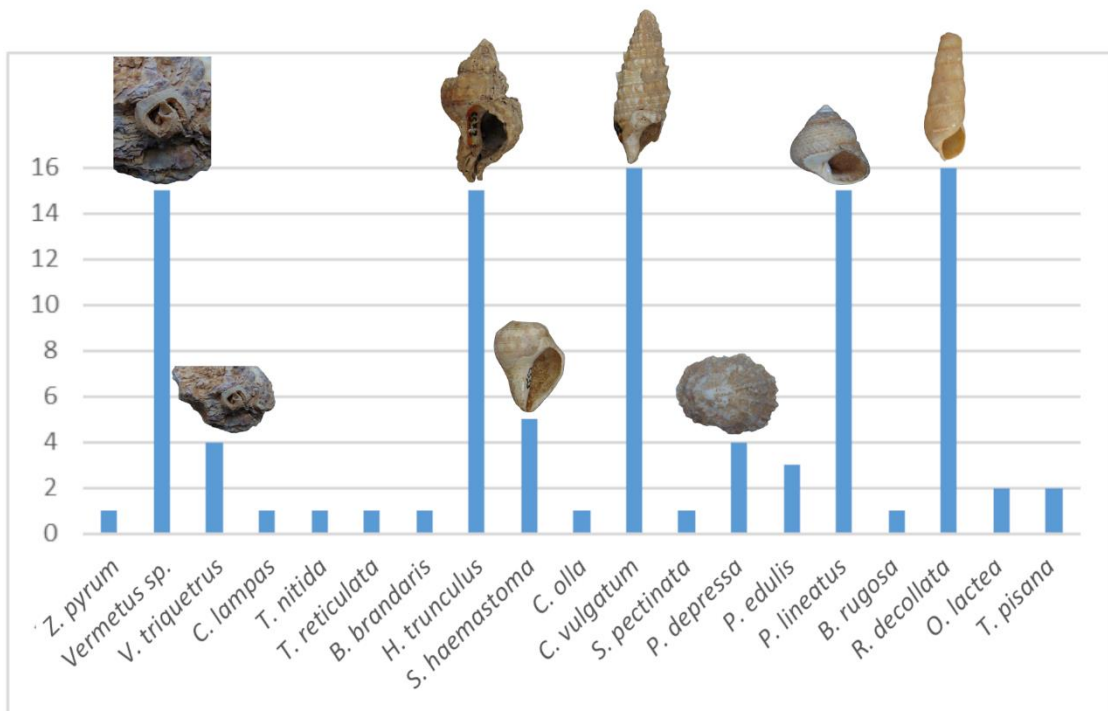 16
14
12
10
8
6
4
2
0
Z. pyrum
Vermetus sp.
V. triquetrus
C. lampas
T. nitida
T. reticulata
B. brandaris
H. trunculus
S. haemastoma
C. olla
C. vulgatum
S. pectinata
P. depressa
P. edulis
P. lineatus
B. rugosa
R. decollata
O. lactea
T. pisana